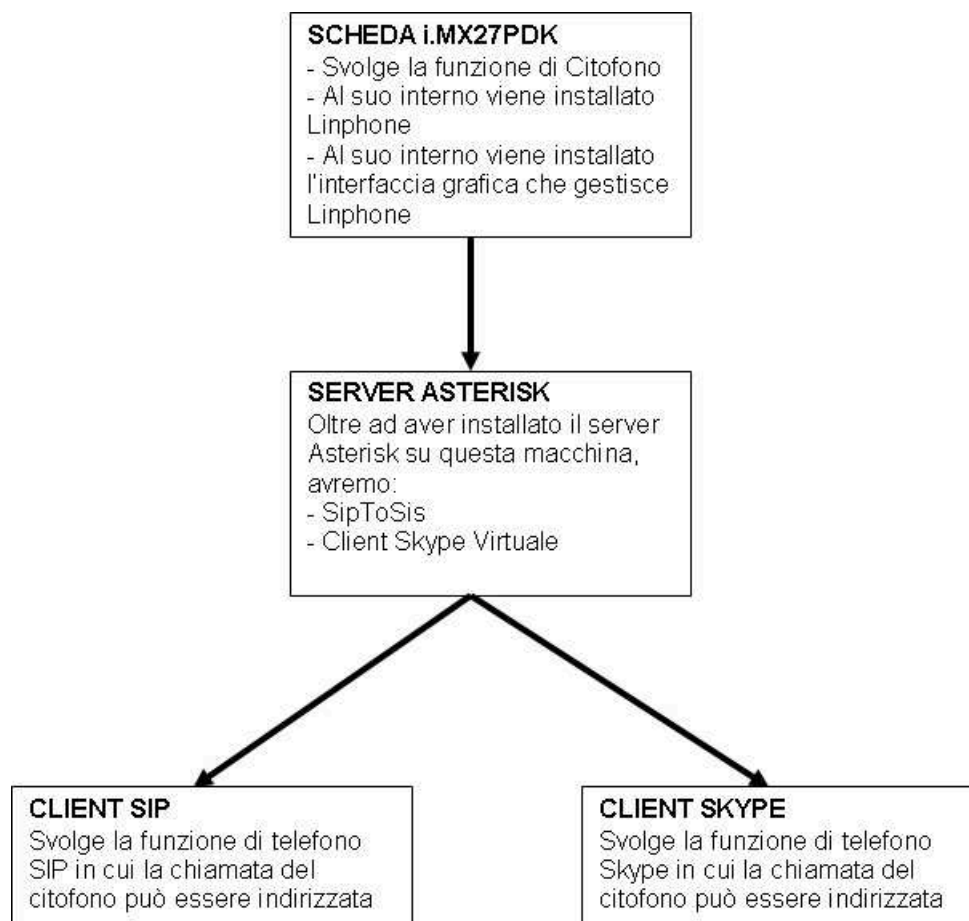 SCHEDA i.MX27PDK
- Svolge la funzione di Citofono
- Al suo interno viene installato
Linphone
- Al suo interno viene installato
l'interfaccia grafica che gestisce
Linphone
SERVER ASTERISK
Oltre ad aver installato il server
Asterisk su questa macchina,
avremo:
- SipToSis
- Client Skype Virtuale
CLIENT SIP
Svolge la funzione di telefono
SIP in cui la chiamata del
citofono può essere indirizzata
CLIENT SKYPE
Svolge la funzione di telefono
Skype in cui la chiamata del
citofono può essere indirizzata